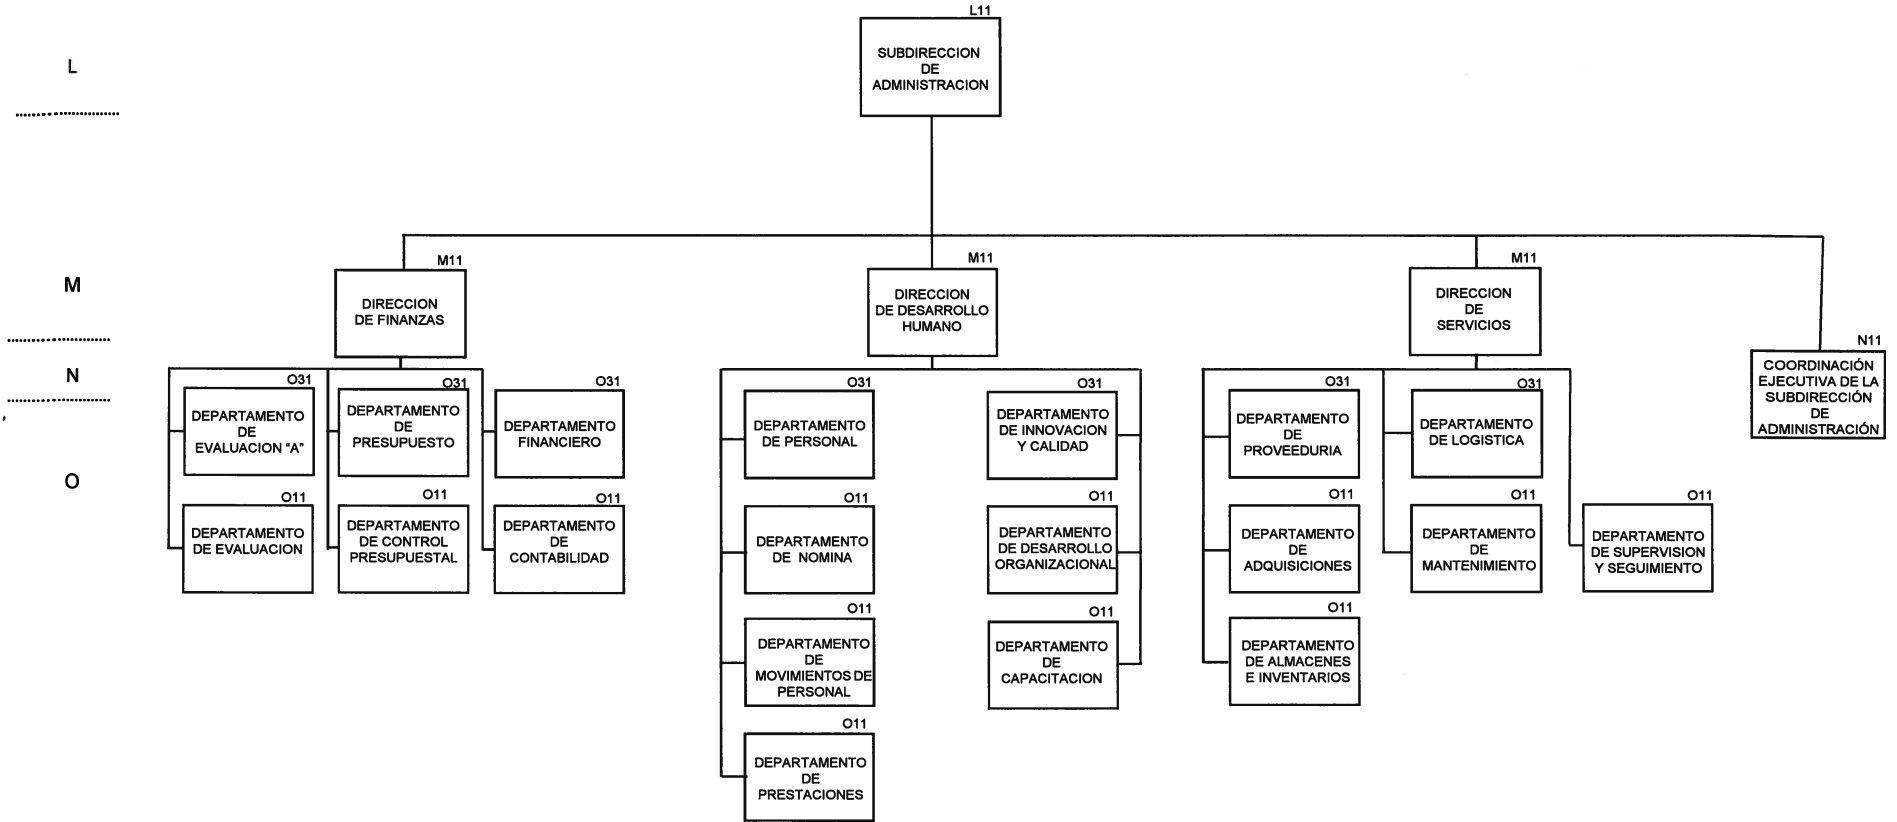 L11
SUBDIRECCION
DE
ADMINISTRACION
L
M
N
O
M11
DIRECCION
DE FINANZAS
M11
DIRECCION
DE DESARROLLO
HUMANO
M11
DIRECCION
DE
SERVICIOS
N11
COORDINACIÓN
EJECUTIVA DE LA
SUBDIRECCIÓN
DE
ADMINISTRACIÓN
O31
DEPARTAMENTO
DE
EVALUACION “A”
O31
DEPARTAMENTO
DE
PRESUPUESTO
O31
DEPARTAMENTO
FINANCIERO
O11
DEPARTAMENTO
DE EVALUACION
O11
DEPARTAMENTO
DE CONTROL
PRESUPUESTAL
O11
DEPARTAMENTO
DE
CONTABILIDAD
O31
DEPARTAMENTO
DE PERSONAL
O31
DEPARTAMENTO
DE INNOVACION
Y CALIDAD
O11
DEPARTAMENTO
DE NOMINA
O11
DEPARTAMENTO
DE DESARROLLO
ORGANIZACIONAL
O11
DEPARTAMENTO
DE
MOVIMIENTOS DE
PERSONAL
O11
DEPARTAMENTO
DE
CAPACITACION
O11
DEPARTAMENTO
DE
PRESTACIONES
O31
DEPARTAMENTO
DE
PROVEEDURIA
O31
DEPARTAMENTO
DE LOGISTICA
O11
DEPARTAMENTO
DE
ADQUISICIONES
O11
DEPARTAMENTO
DE
MANTENIMIENTO
O11
DEPARTAMENTO
DE SUPERVISION
Y SEGUIMIENTO
O11
DEPARTAMENTO
DE ALMACENES
E INVENTARIOS